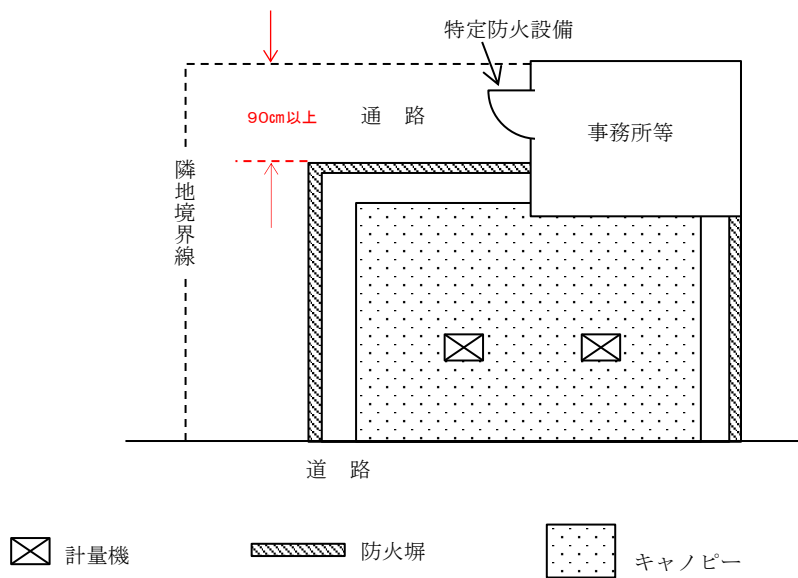 特定防火設備
90㎝以上
通 路
事務所等
隣地境界線
道 路
計量機
防火塀
キャノピー